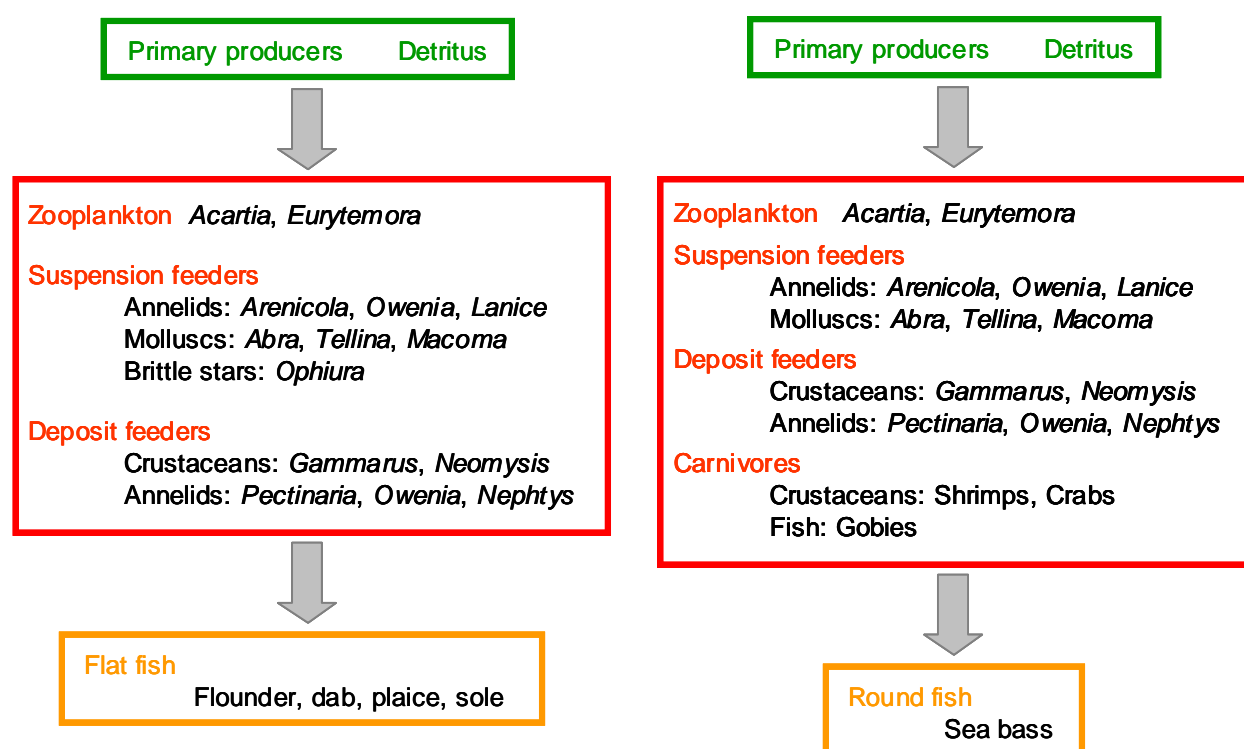 Primary producers Detritus
Zooplankton Acartia, Eurytemora
Suspension feeders
Annelids: Arenicola, Owenia, Lanice
Molluscs: Abra, Tellina, Macoma
Brittle stars: Ophiura
Deposit feeders
Crustaceans: Gammarus, Neomysis
Annelids: Pectinaria, Owenia, Nephtys
Flat fish
Flounder, dab, plaice, sole
Primary producers Detritus
Zooplankton Acartia, Eurytemora
Suspension feeders
Annelids: Arenicola, Owenia, Lanice
Molluscs: Abra, Tellina, Macoma
Deposit feeders
Crustaceans: Gammarus, Neomysis
Annelids: Pectinaria, Owenia, Nephtys
Carnivores
Crustaceans: Shrimps, Crabs
Fish: Gobies
Round fish
Sea bass